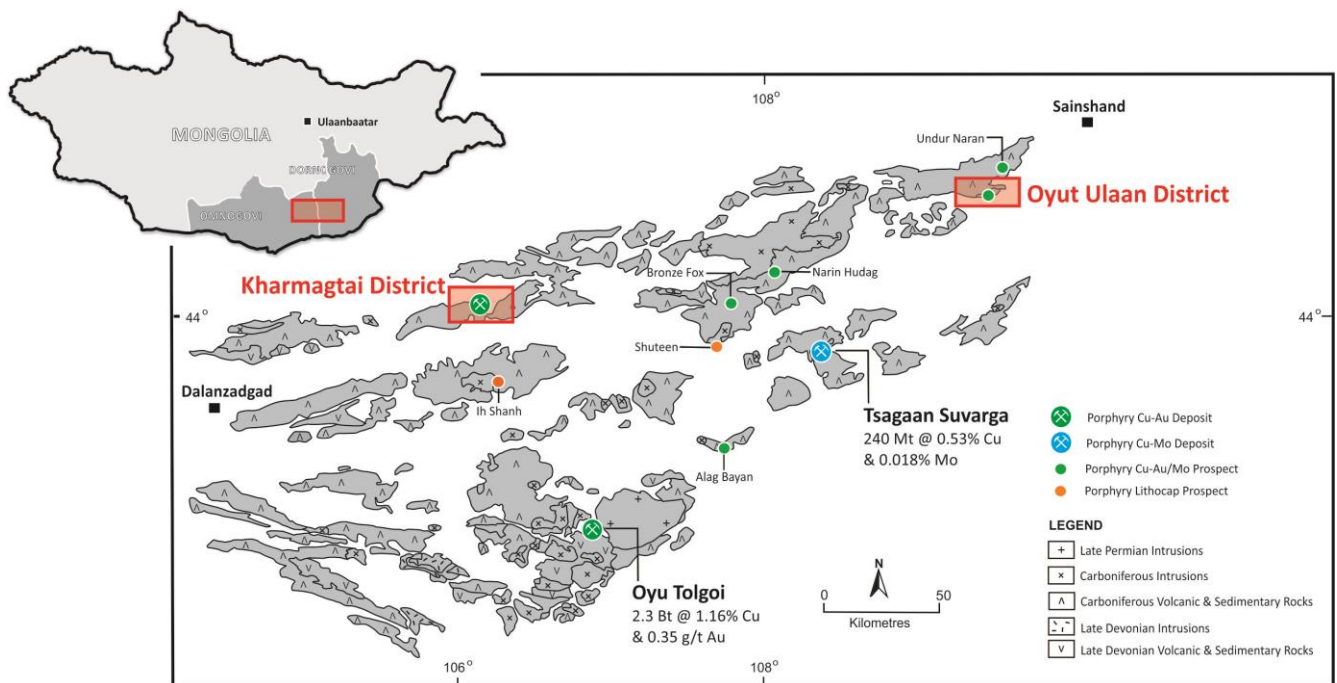 MONGOLIA
Ulaanbaatar
DORNOGOVI
108°
Sainshand
Undur Naran
Oyut Ulaan District
Bronze Fox
Narin Hudag
Kharmagtai District
44°
44°
Shuteen
Dalanzadgad
Ih Shanh
Tsagaan Suvarga
240 Mt @ 0.53% Cu
& 0.018% Mo
Alag Bayan
Oyu Tolgoi
2.3 Bt @ 1.16% Cu
& 0.35 g/t Au
N
0 50
Kilometres
Porphyry Cu-Au Deposit
Porphyry Cu-Mo Deposit
Porphyry Cu-Au/Mo Prospect
Porphyry Lithocap Prospect
LEGEND
Late Permian Intrusions
Carboniferous Intrusions
Carboniferous Volcanic & Sedimentary Rocks
Late Devonian Intrusions
Late Devonian Volcanic & Sedimentary Rocks
106°
108°